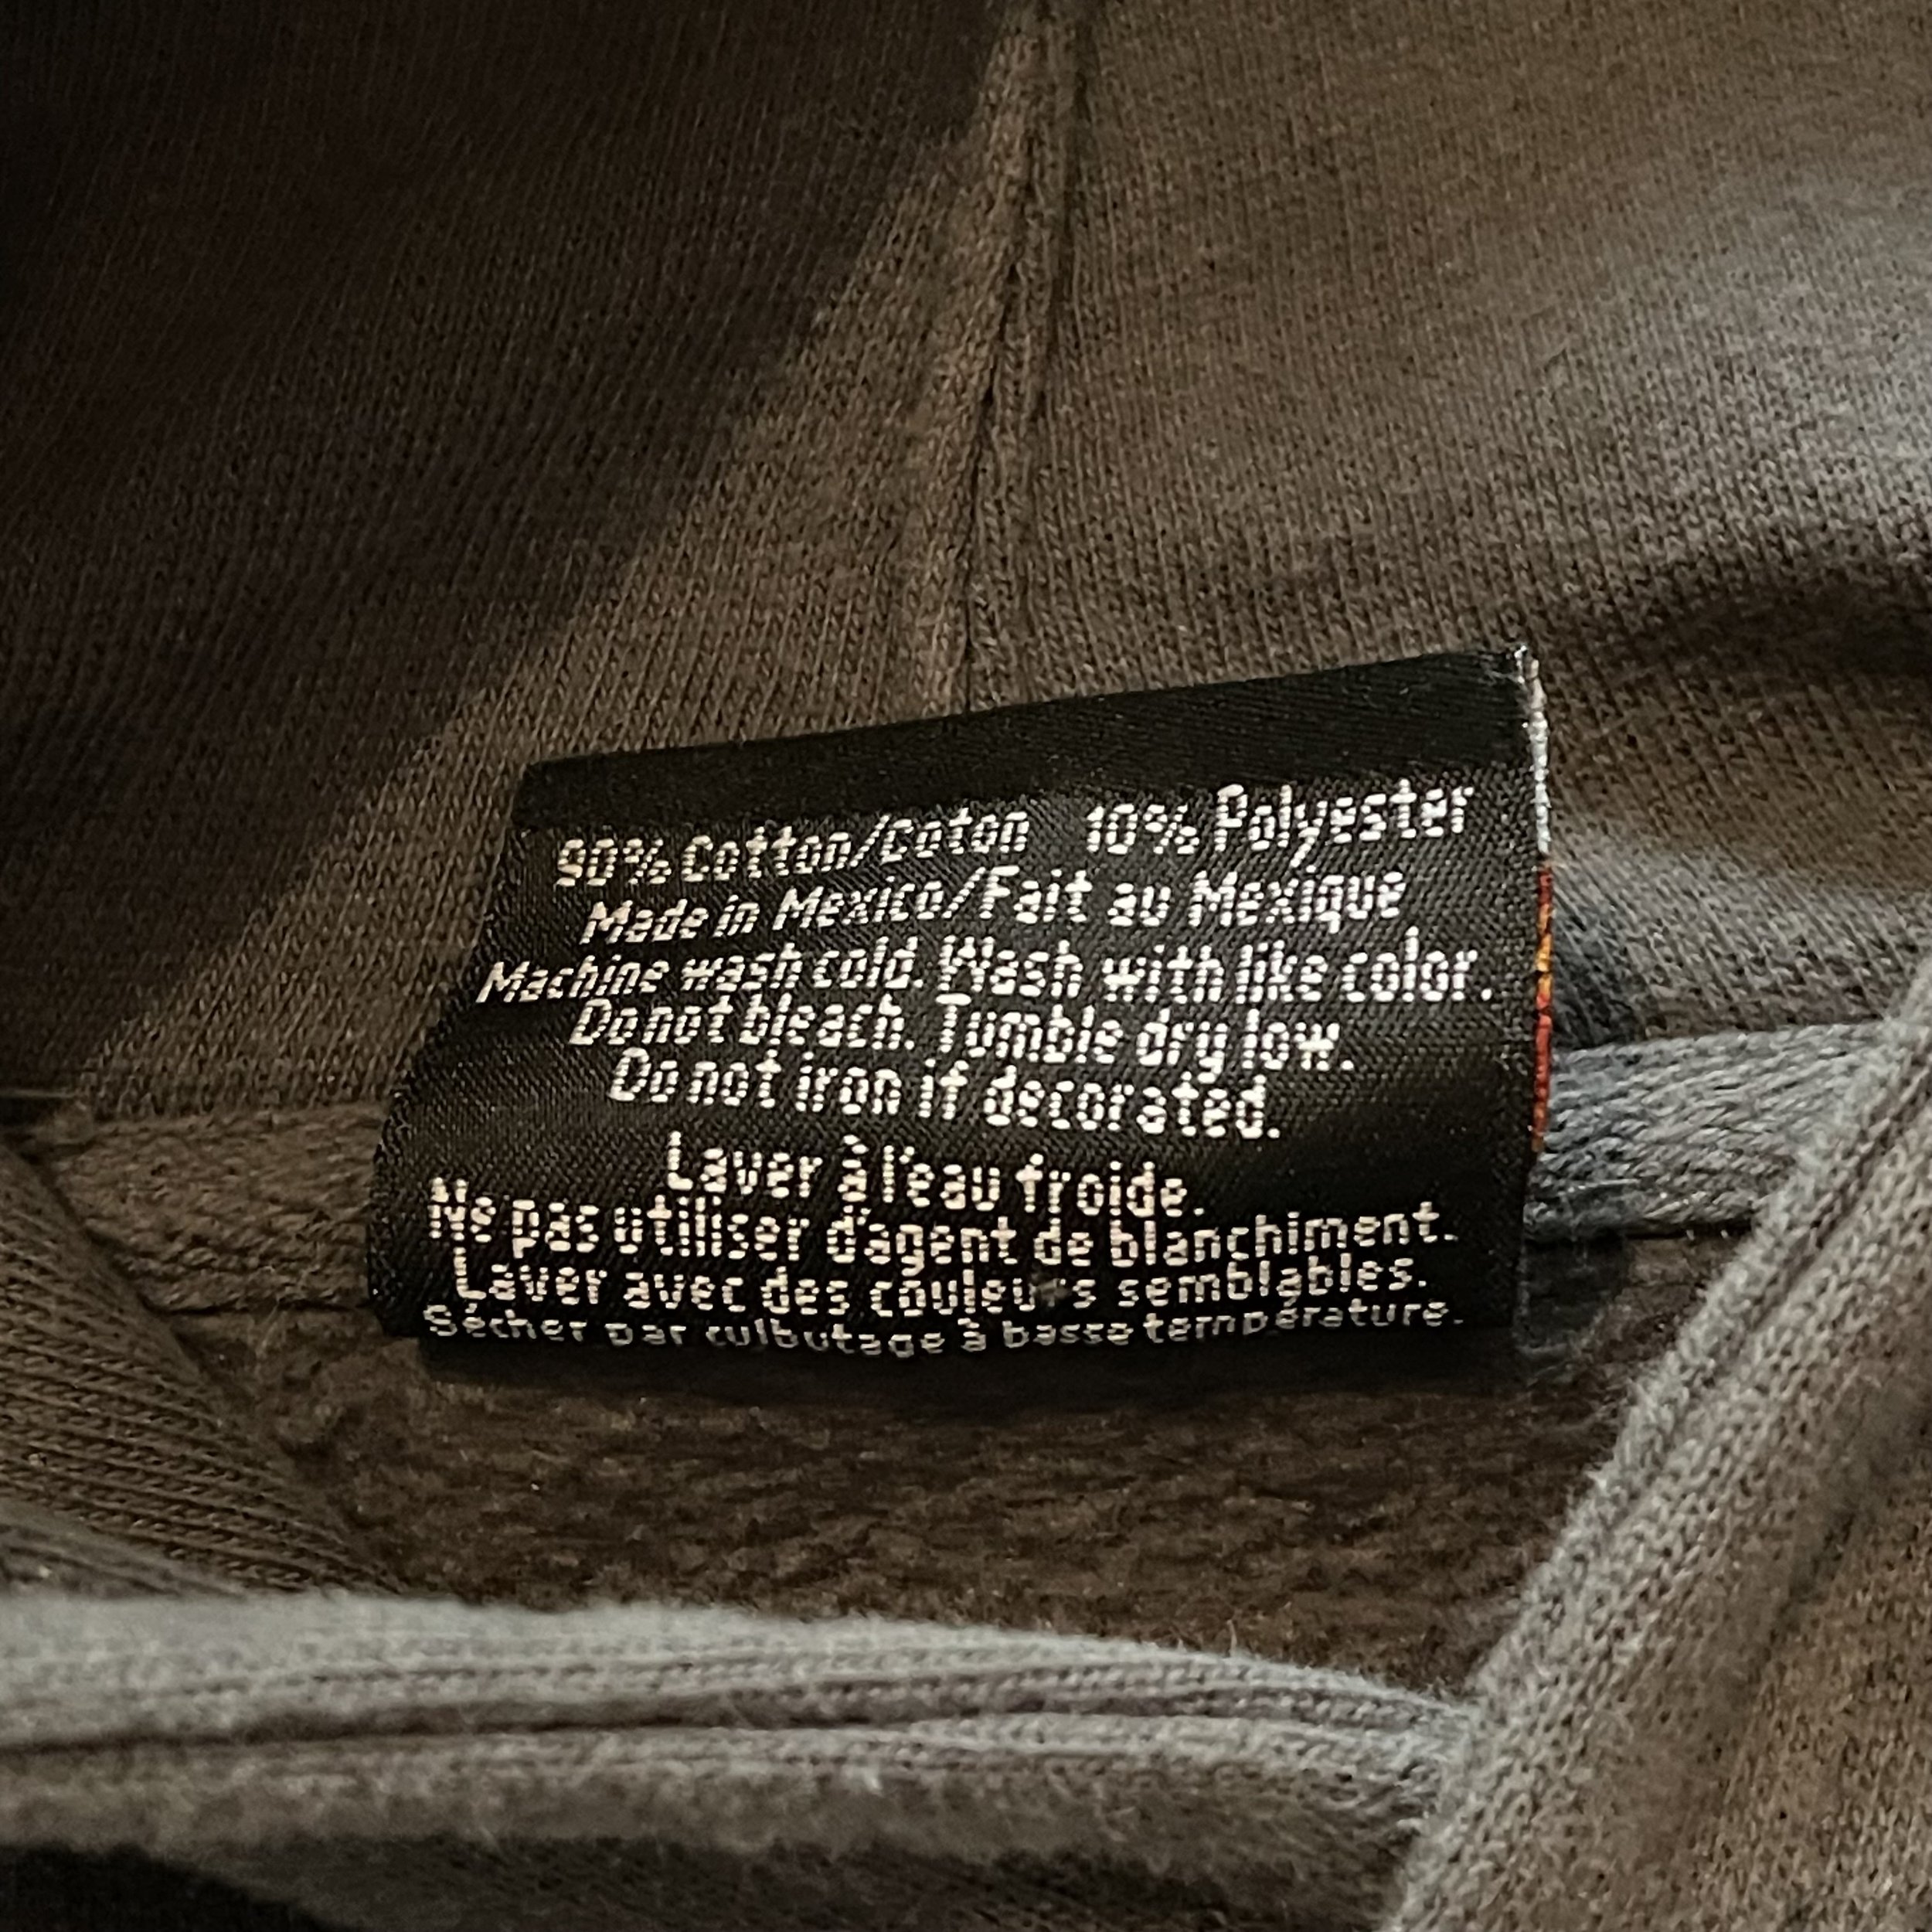 90% Cotton/Coton 10% Polyester
Made in Mexico/Fait au Mexique
Machine wash cold. Wash with like color.
Do not bleach. Tumble dry low.
Do not iron if decorated.
Laver à l'eau froide.
Ne pas utiliser d'agent de blanchiment.
Laver avec des couleurs semblables.
Sécher par culbutage à basse température.